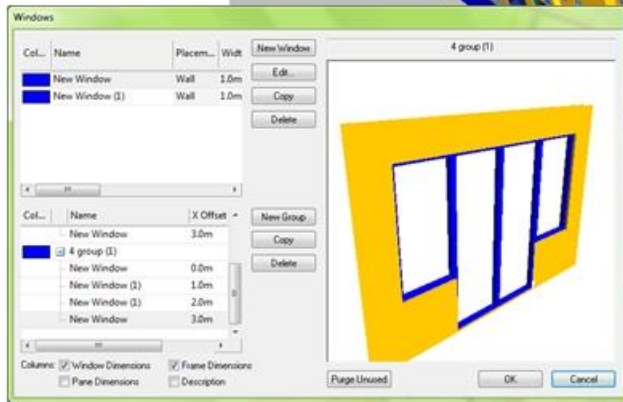 Windows
Col... Name Placem... Widt
New Window Wall 1.0m
New Window (1) Wall 1.0m
New Window
Edit...
Copy
Delete
4 group (1)
Col... Name X Offset
New Window 3.0m
4 group (1)
New Window 0.0m
New Window (1) 1.0m
New Window (1) 2.0m
New Window 3.0m
New Group
Copy
Delete
Columns: Window Dimensions Frame Dimensions
Pane Dimensions Description
Purge Unused OK Cancel